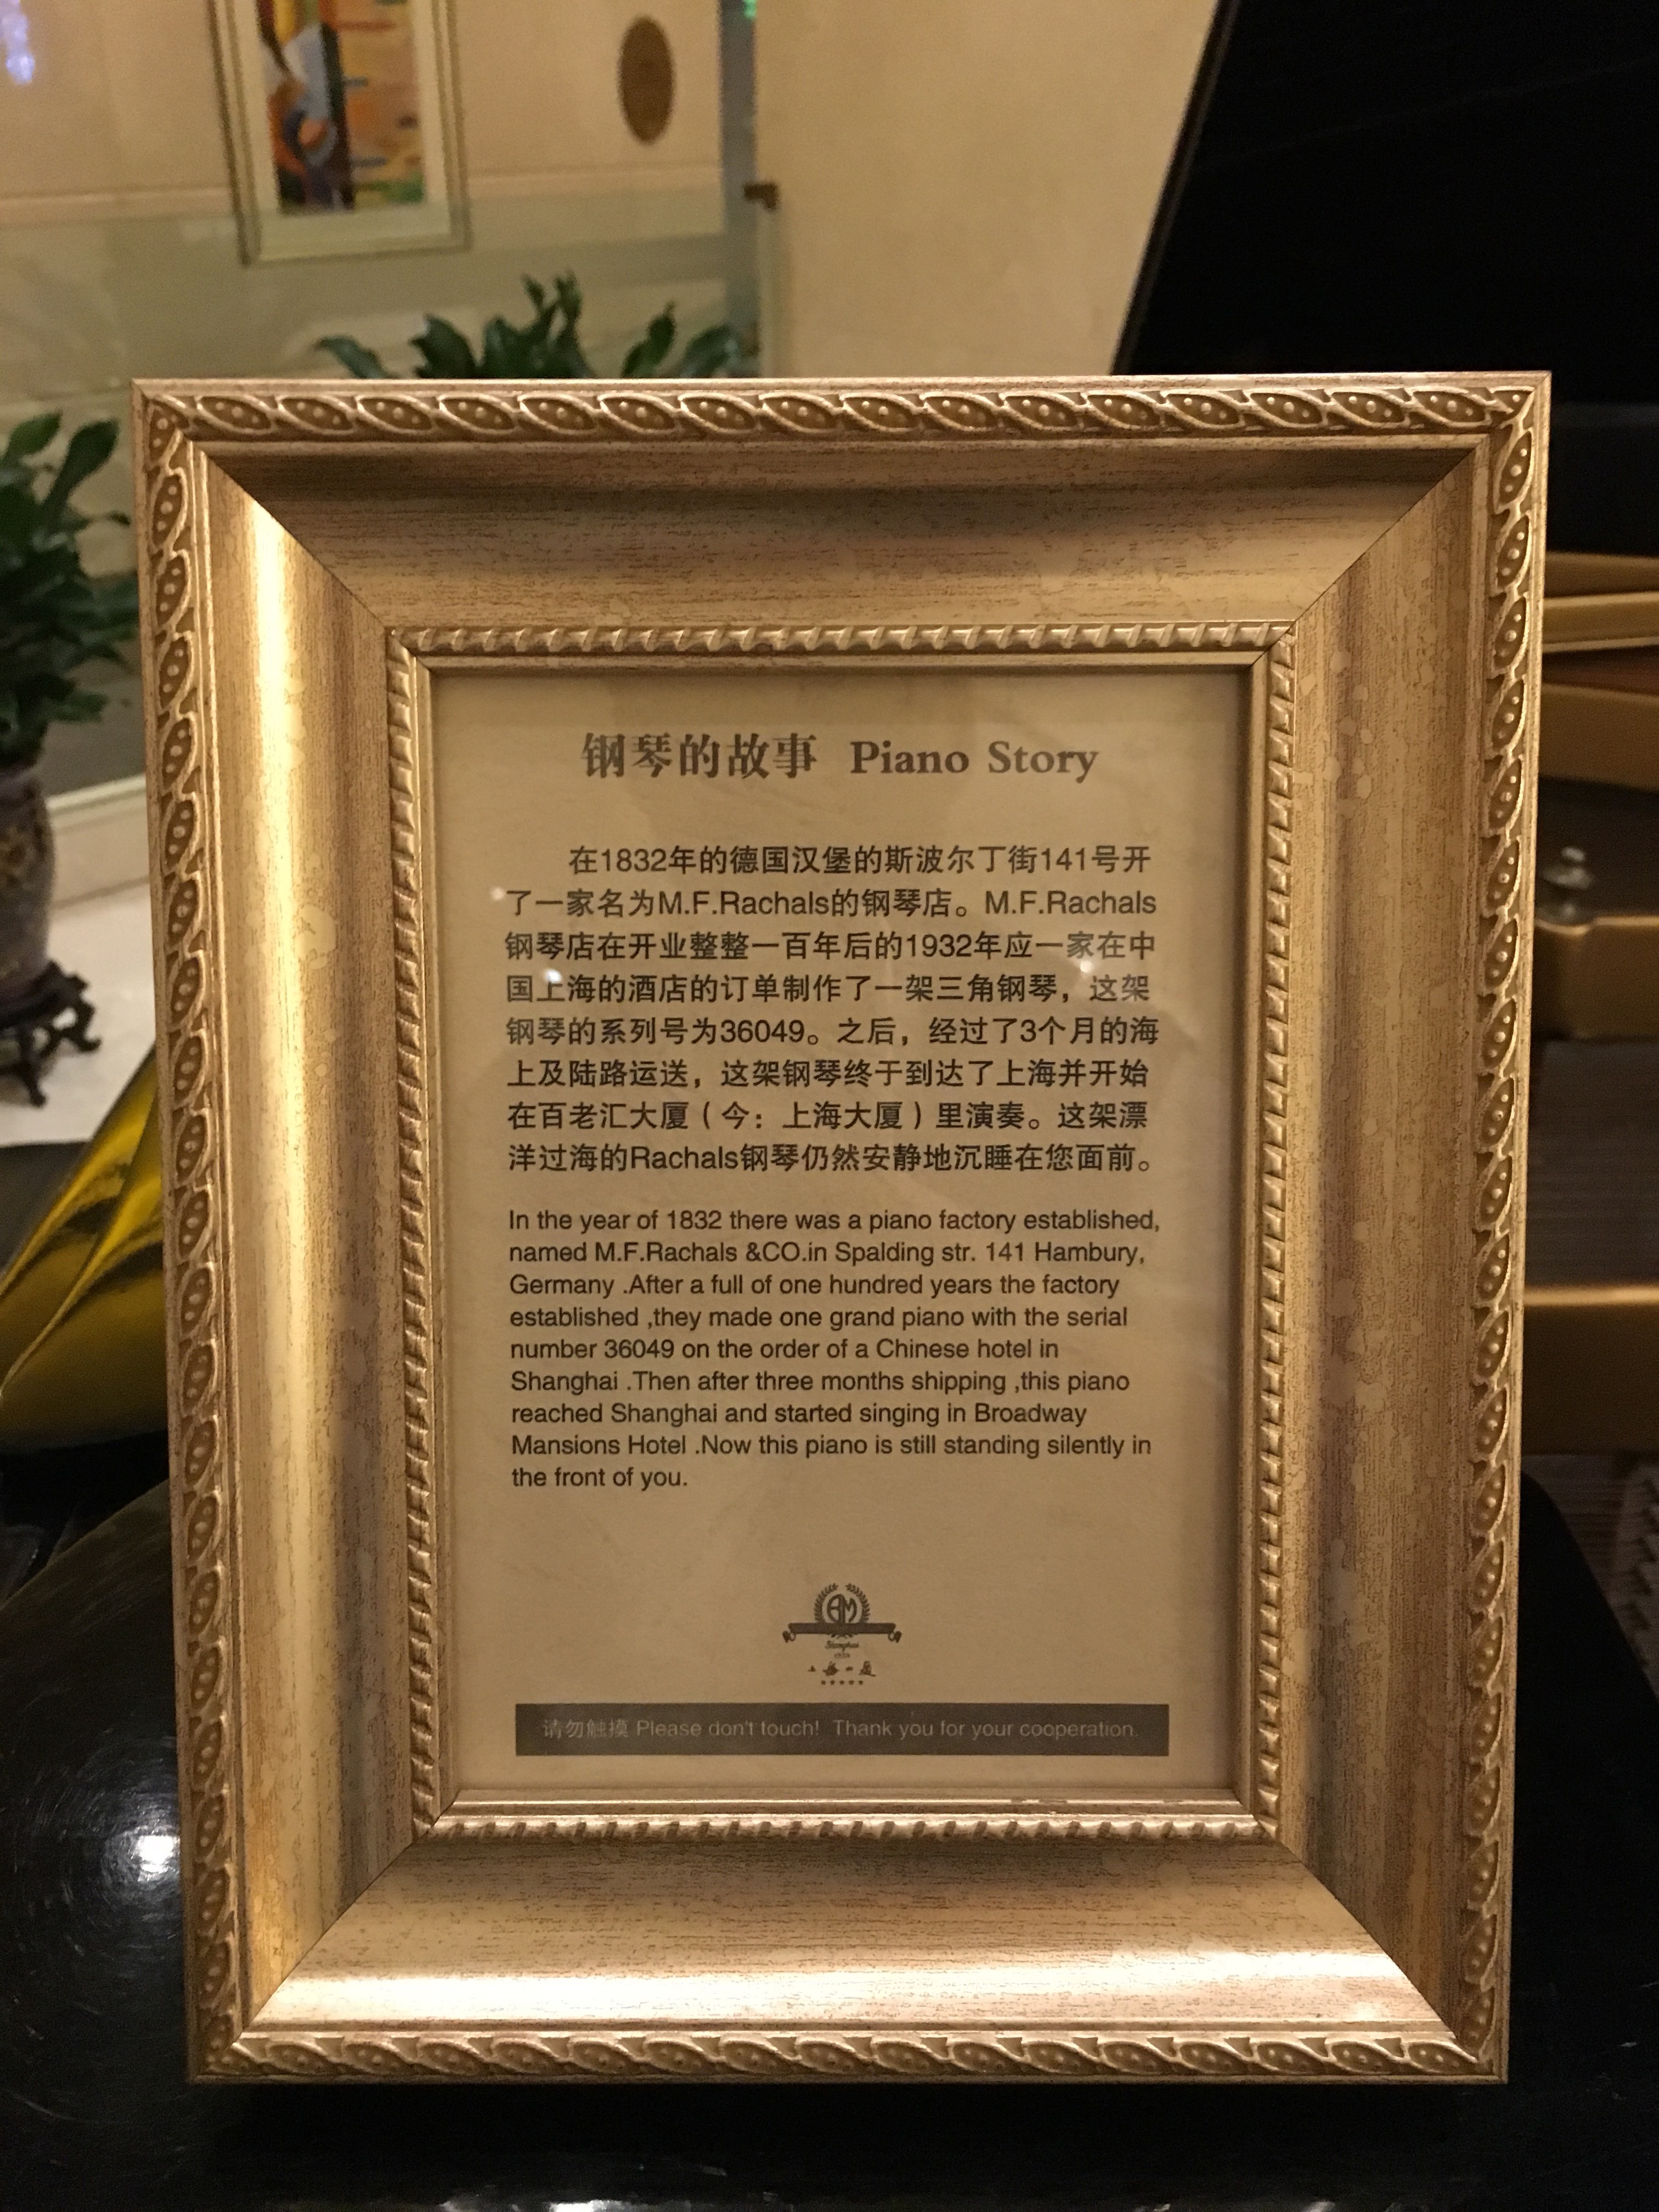 钢琴的故事 Piano Story
在1832年的德国汉堡的斯波尔丁街141号开
了一家名为M.F.Rachals的钢琴店。M.F.Rachals
钢琴店在开业整整一百年后的1932年应一家在中
国上海的酒店的订单制作了一架三角钢琴，这架
钢琴的系列号为36049。之后，经过了3个月的海
上及陆路运送，这架钢琴终于到达了上海并开始
在百老汇大厦（今：上海大厦）里演奏。这架漂
洋过海的Rachals钢琴仍然安静地沉睡在您面前。
In the year of 1832 there was a piano factory established,
named M.F.Rachals &CO.in Spalding str. 141 Hambury,
Germany .After a full of one hundred years the factory
established ,they made one grand piano with the serial
number 36049 on the order of a Chinese hotel in
Shanghai .Then after three months shipping ,this piano
reached Shanghai and started singing in Broadway
Mansions Hotel .Now this piano is still standing silently in
the front of you.
BM
Shanghai
上海大厦
请勿触摸 Please don't touch! Thank you for your cooperation.